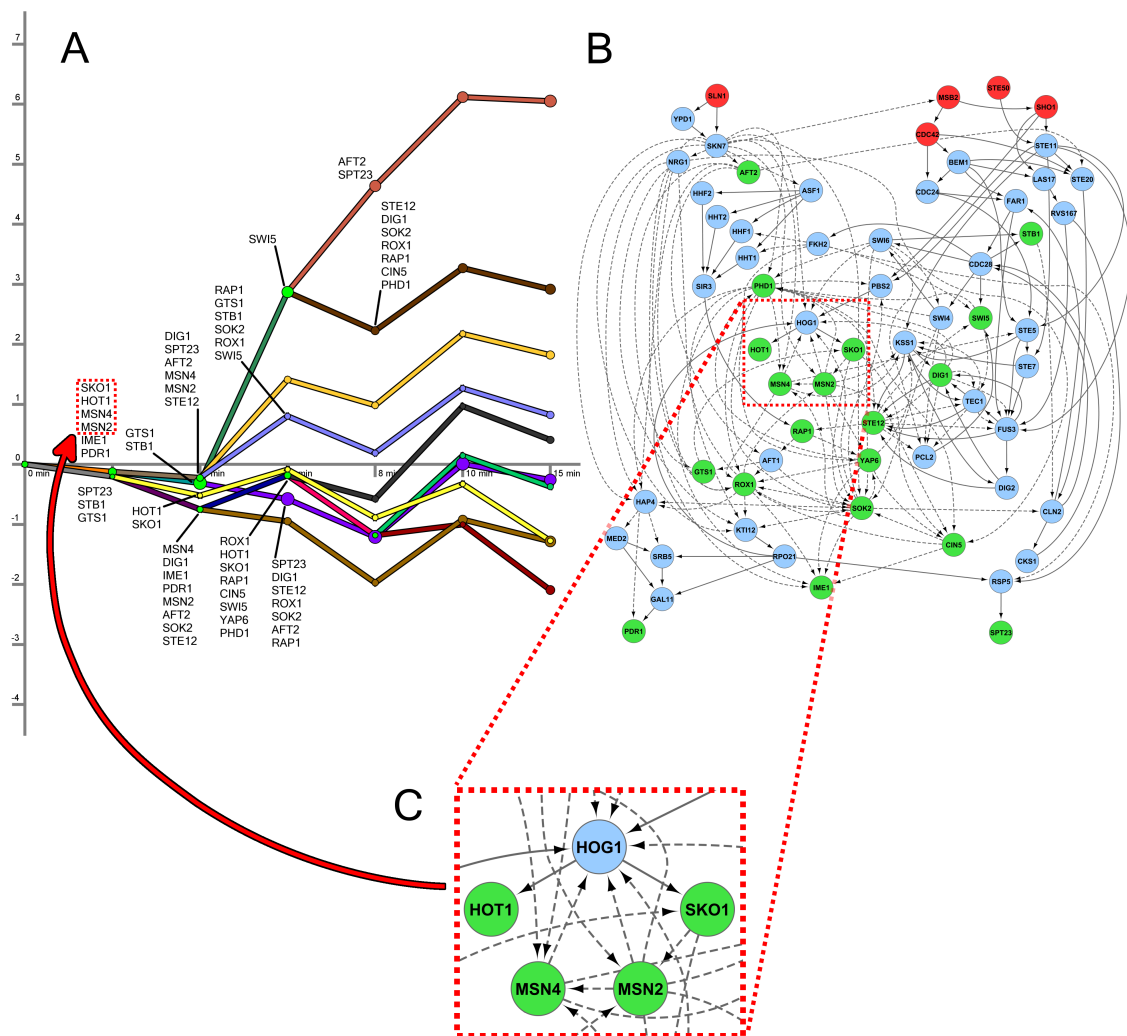 A
7
6
5
4
3
2
1
0
-1
-2
-3
-4
0 min
8 min
10 min
15 min
AFT2
SPT23
STE12
DIG1
SOK2
ROX1
RAP1
CIN5
PHD1
SWI5
RAP1
GTS1
STB1
SOK2
ROX1
SWI5
DIG1
SPT23
AFT2
MSN4
MSN2
STE12
SKO1
HOT1
MSN4
MSN2
IME1
PDR1
GTS1
STB1
SPT23
STB1
GTS1
HOT1
SKO1
MSN4
DIG1
IME1
PDR1
MSN2
AFT2
SOK2
STE12
ROX1
HOT1
SKO1
RAP1
CIN5
SWI5
YAP6
PHD1
SPT23
DIG1
STE12
ROX1
SOK2
AFT2
RAP1
B
SLN1
MSB2
STE50
SHO1
YPD1
CDC42
SKN7
STE11
NRG1
BEM1
AFT2
LAS17
STE20
HHF2
ASF1
CDC24
FAR1
RVS167
HHT2
HHF1
FKH2
SWI6
STB1
HHT1
CDC28
SIR3
PHD1
PBS2
HOG1
SWI4
SWI5
STE5
HOT1
SKO1
KSS1
STE7
MSN4
MSN2
DIG1
TEC1
RAP1
STE12
FUS3
AFT1
YAP6
PCL2
GTS1
ROX1
DIG2
HAP4
SOK2
CLN2
KTI12
MED2
CIN5
SRB5
RPO21
CKS1
RSP5
GAL11
IME1
PDR1
SPT23
C
HOG1
HOT1
SKO1
MSN4
MSN2